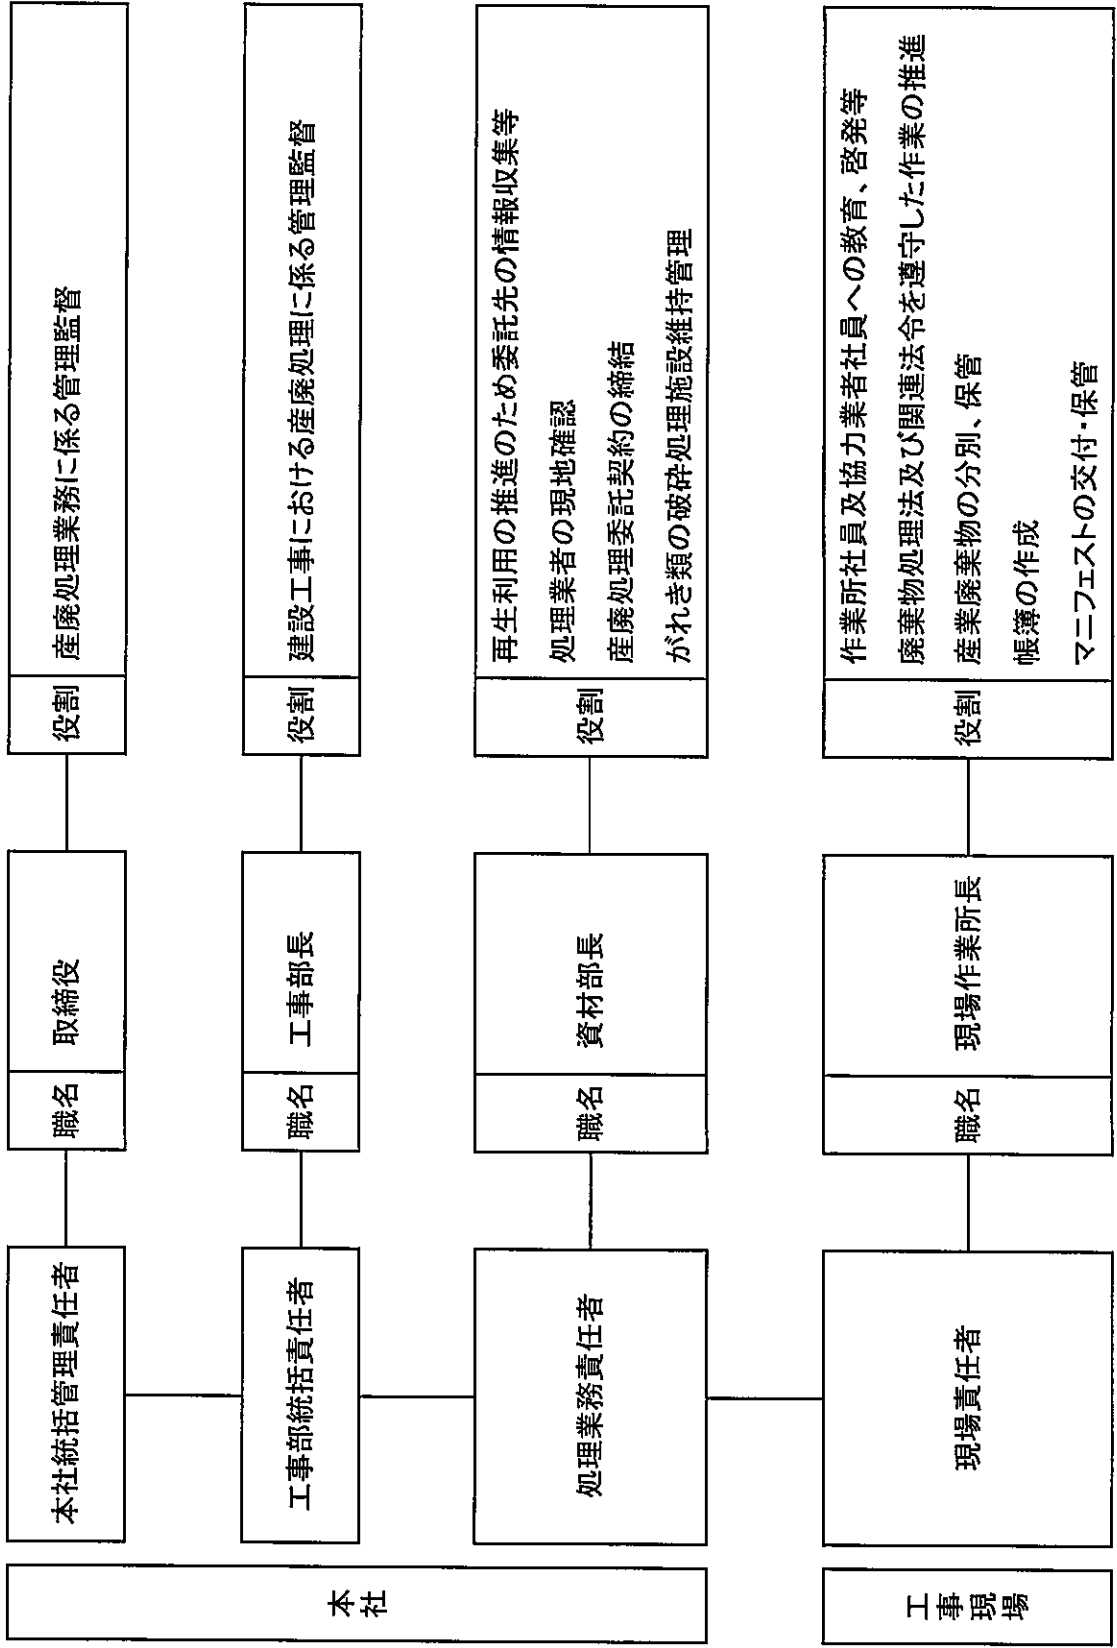 本社
本社統括管理責任者
職名
取締役
役割
産廃処理業務に係る管理監督
工事部統括責任者
職名
工事部長
役割
建設工事における産廃処理に係る管理監督
処理業務責任者
職名
資材部長
役割
再生利用の推進のため委託先の情報収集等
処理業者の現地確認
産廃処理委託契約の締結
がれき類の破砕処理施設維持管理
工事現場
現場責任者
職名
現場作業所長
役割
作業所社員及協力業者社員への教育、啓発等
廃棄物処理法及び関連法令を遵守した作業の推進
産業廃棄物の分別、保管
帳簿の作成
マニフェストの交付・保管